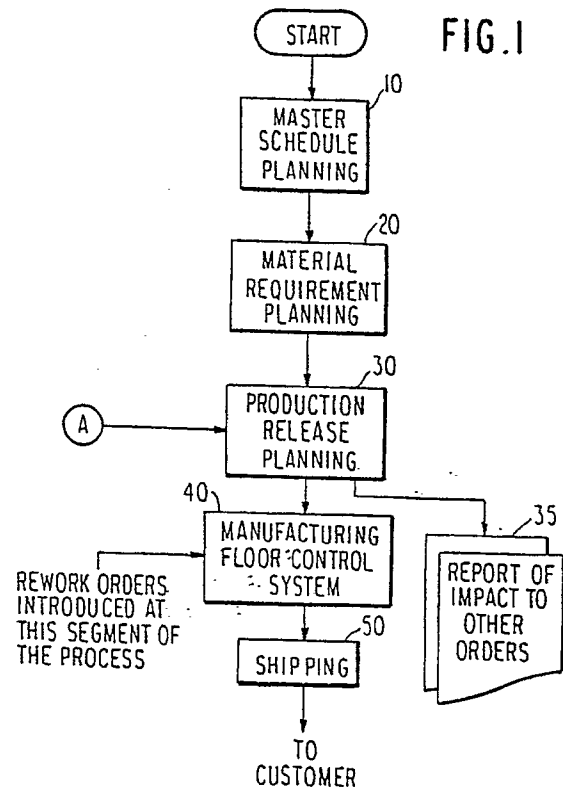 START
FIG.1
10
MASTER
SCHEDULE
PLANNING
20
MATERIAL
REQUIREMENT
PLANNING
30
A
PRODUCTION
RELEASE
PLANNING
40
MANUFACTURING
FLOOR CONTROL
SYSTEM
35
REPORT OF
IMPACT TO
OTHER
ORDERS
REWORK ORDERS
INTRODUCED AT
THIS SEGMENT OF
THE PROCESS
50
SHIPPING
TO
CUSTOMER